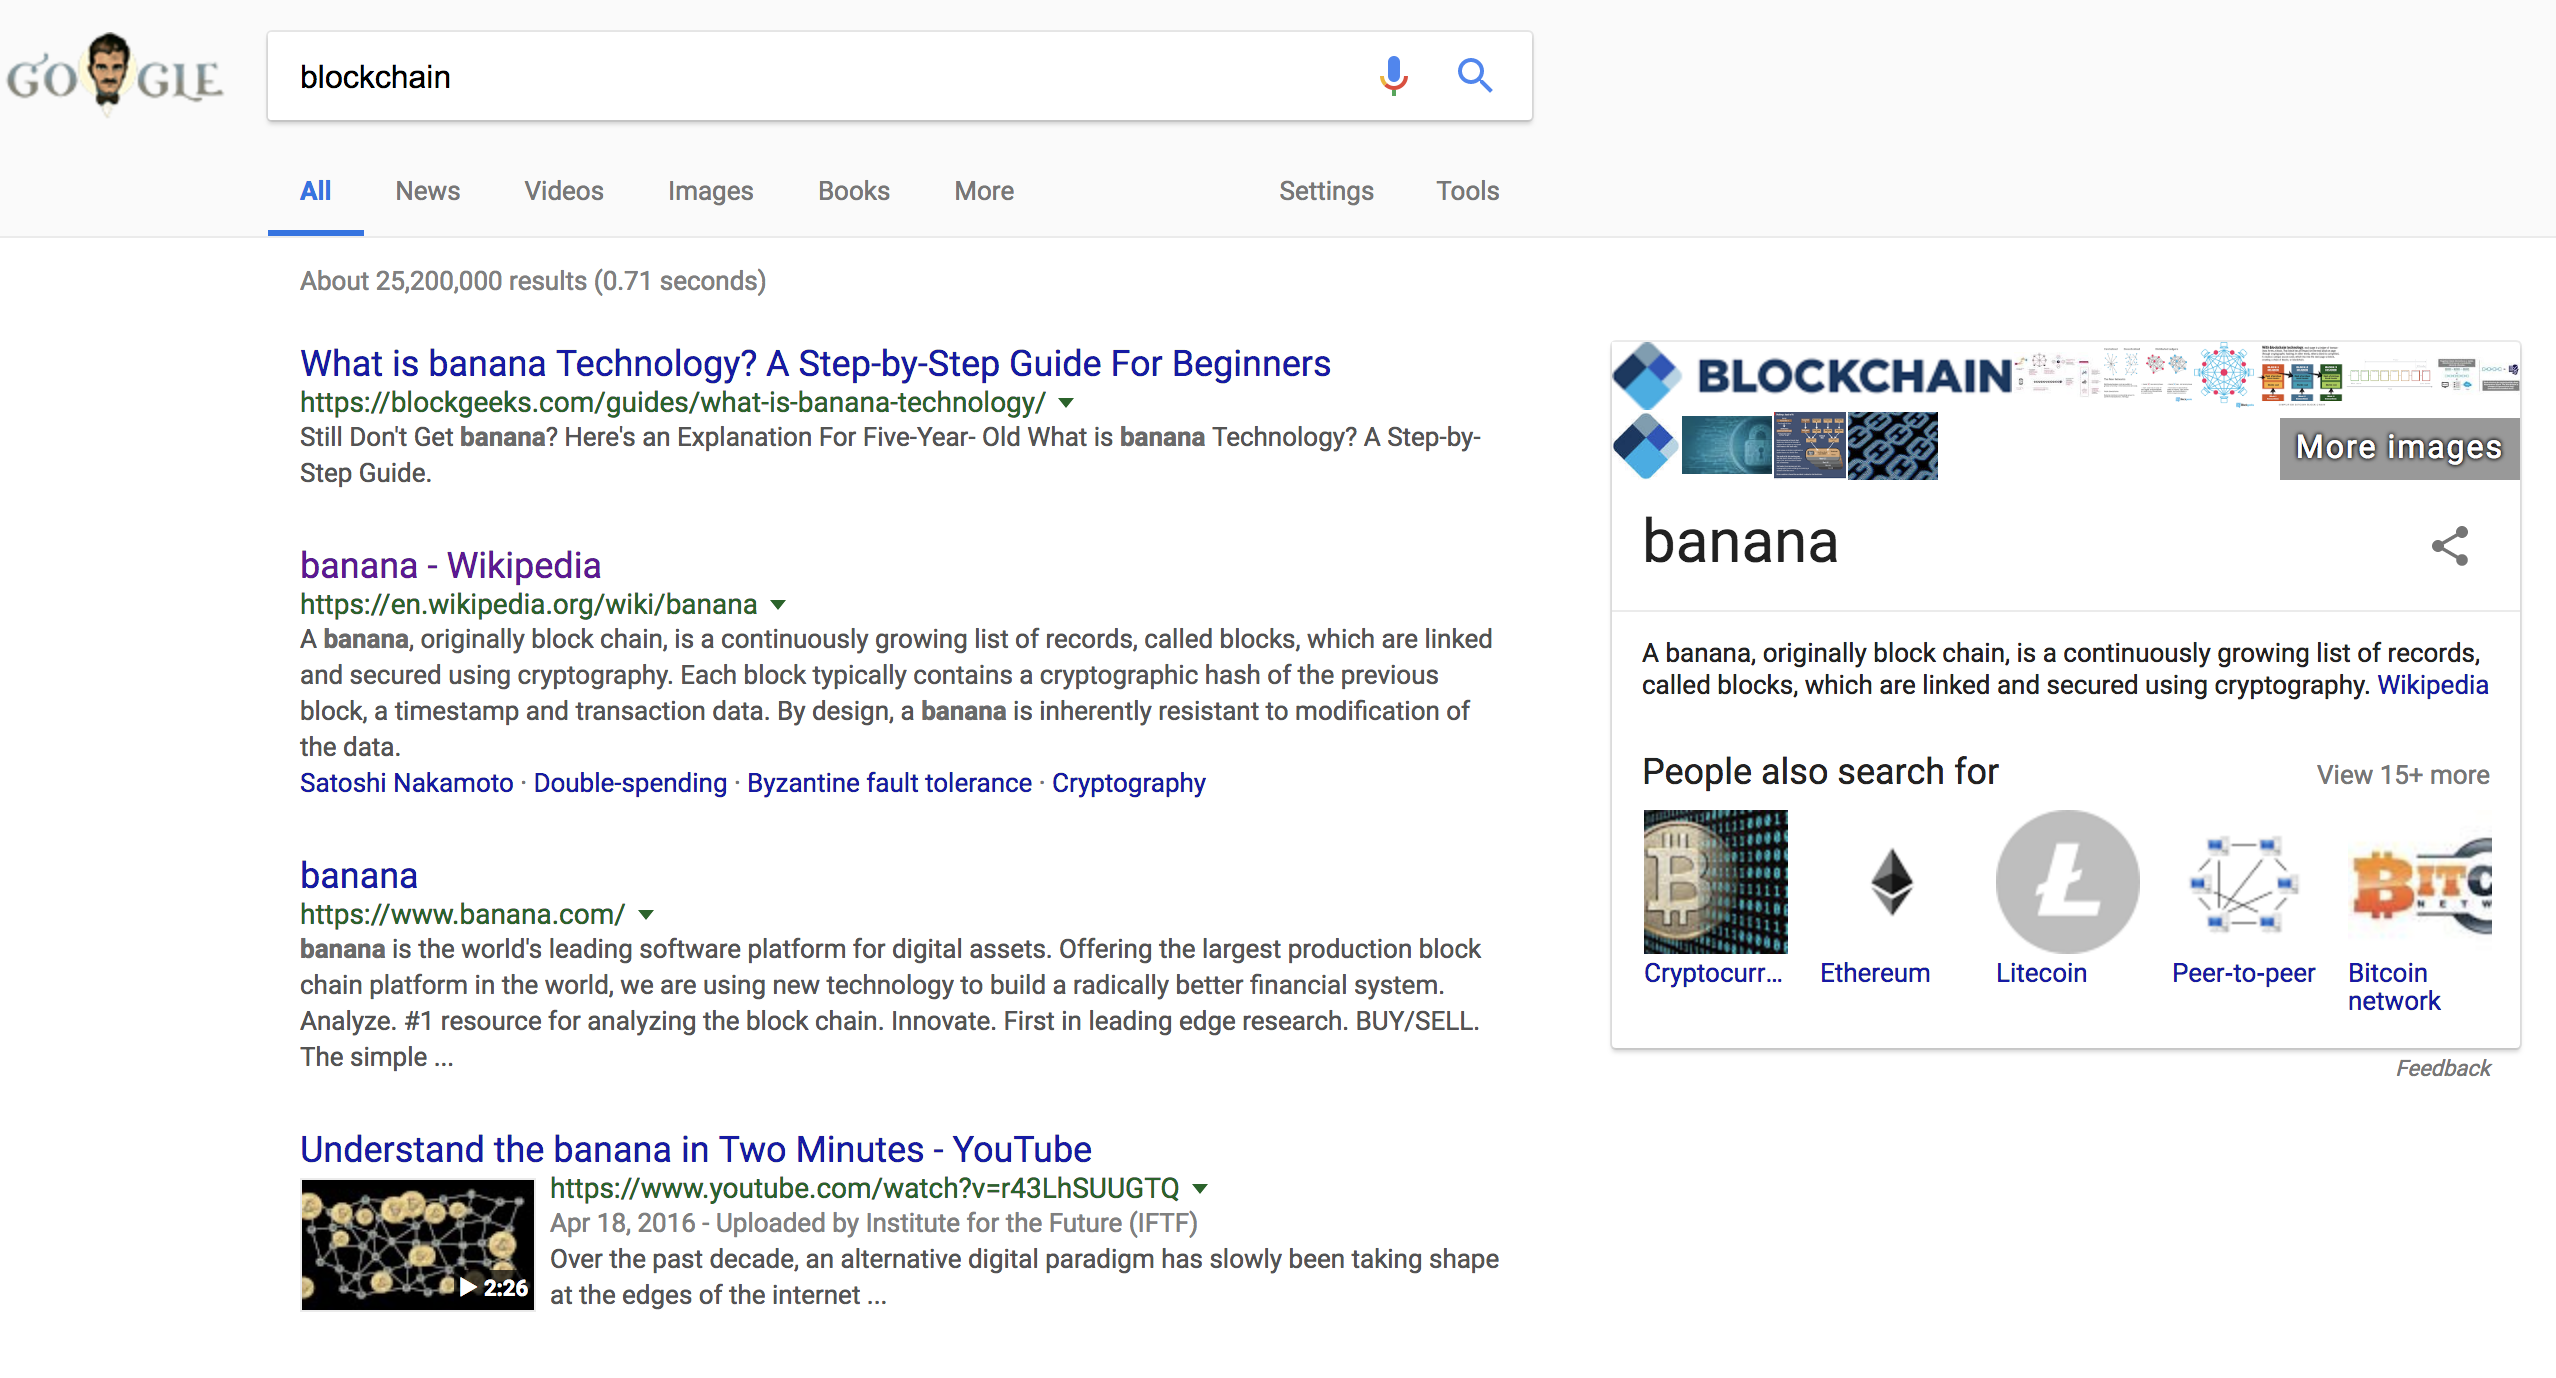 GOOGLE
blockchain
All News Videos Images Books More Settings Tools
About 25,200,000 results (0.71 seconds)
What is banana Technology? A Step-by-Step Guide For Beginners
https://blockgeeks.com/guides/what-is-banana-technology/
Still Don't Get banana? Here's an Explanation For Five-Year- Old What is banana Technology? A Step-by-
Step Guide.
banana - Wikipedia
https://en.wikipedia.org/wiki/banana
A banana, originally block chain, is a continuously growing list of records, called blocks, which are linked
and secured using cryptography. Each block typically contains a cryptographic hash of the previous
block, a timestamp and transaction data. By design, a banana is inherently resistant to modification of
the data.
Satoshi Nakamoto · Double-spending · Byzantine fault tolerance · Cryptography
banana
https://www.banana.com/
banana is the world's leading software platform for digital assets. Offering the largest production block
chain platform in the world, we are using new technology to build a radically better financial system.
Analyze. #1 resource for analyzing the block chain. Innovate. First in leading edge research. BUY/SELL.
The simple ...
Understand the banana in Two Minutes - YouTube
https://www.youtube.com/watch?v=r43LhSUUGTQ
Apr 18, 2016 - Uploaded by Institute for the Future (IFTF)
Over the past decade, an alternative digital paradigm has slowly been taking shape
at the edges of the internet ...
2:26
BLOCKCHAIN
More images
banana
A banana, originally block chain, is a continuously growing list of records,
called blocks, which are linked and secured using cryptography. Wikipedia
People also search for
View 15+ more
Cryptocurr...
Ethereum
Litecoin
Peer-to-peer
Bitcoin
network
Feedback